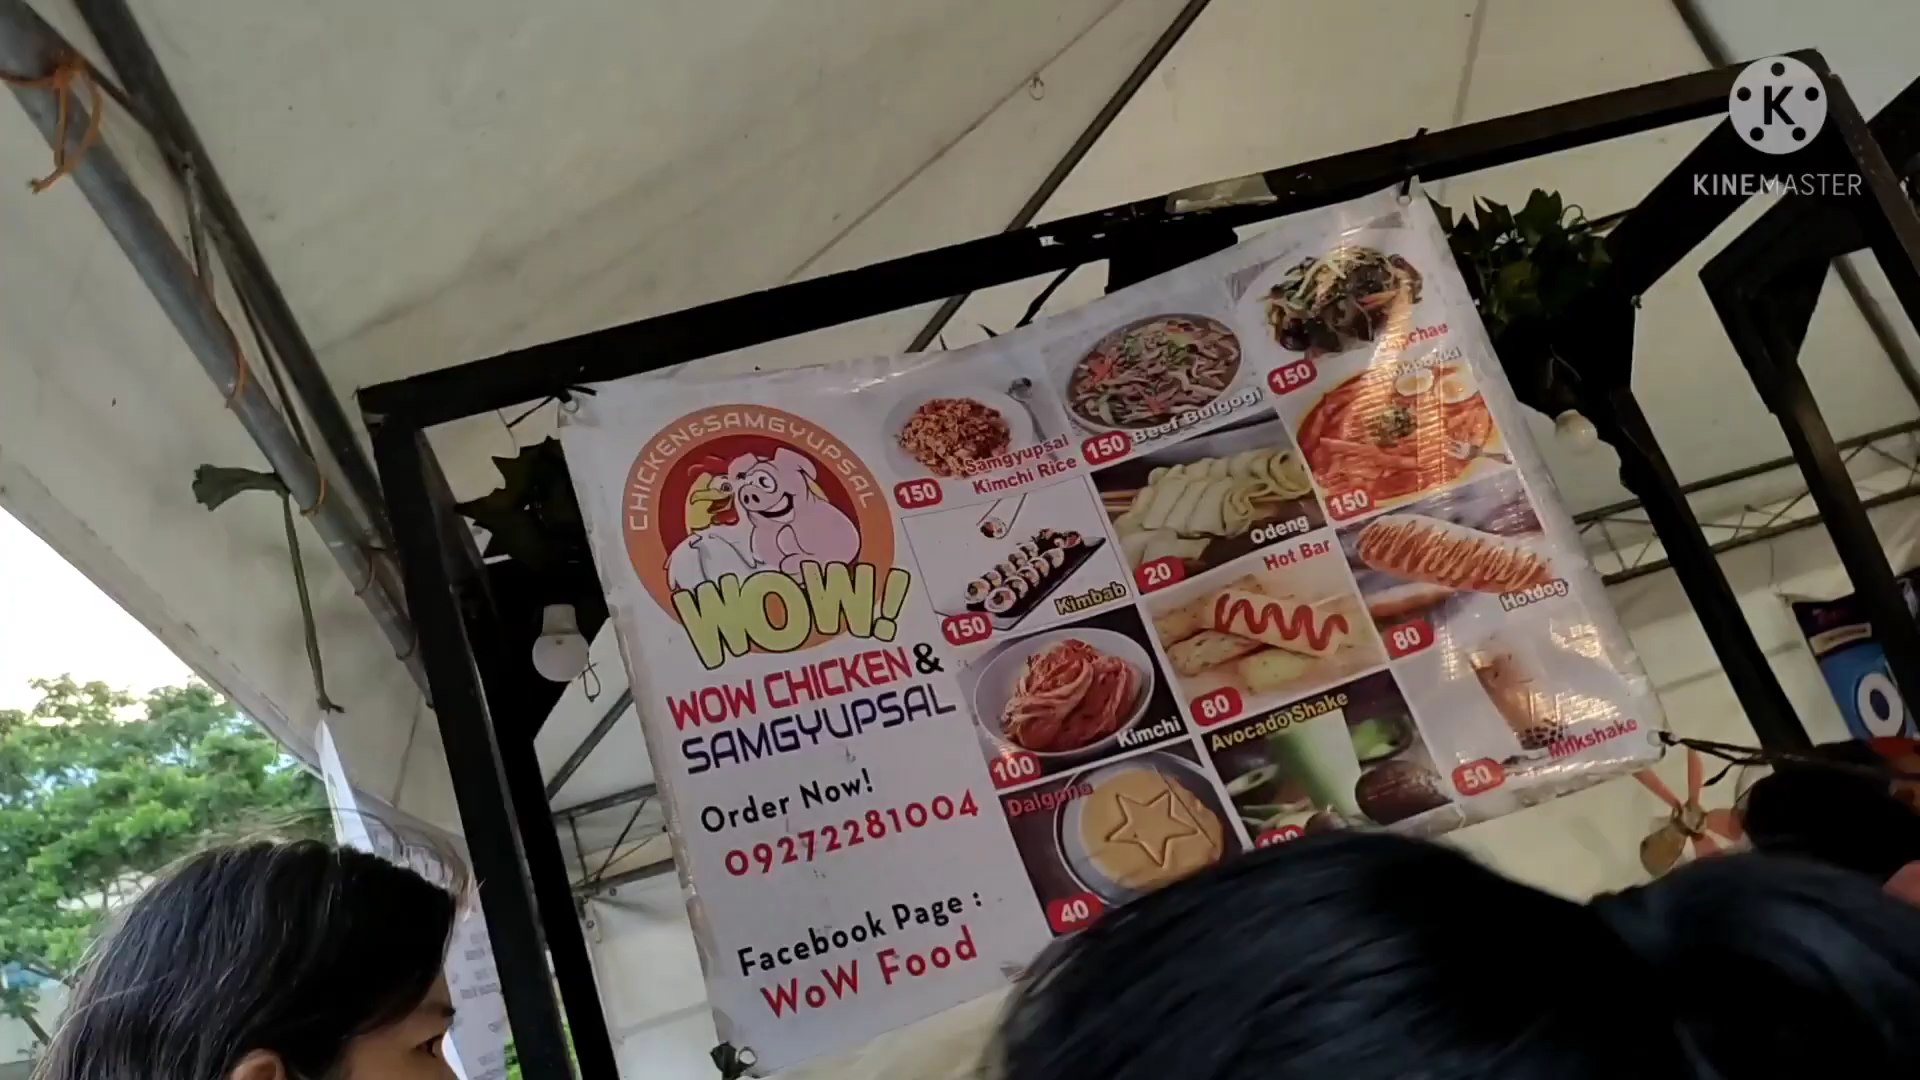 KINEMASTER
CHICKEN&SAMGYUPSAL
WOW!
WOW CHICKEN &
SAMGYUPSAL
Order Now!
09272281004
Facebook Page :
WoW Food
Samgyupsal
Kimchi Rice
150
Beef Bulgogi
150
150
Kimbab
150
Odeng
20
150
Kimchi
100
Hot Bar
80
Hotdog
80
Dalgona
40
Avocado Shake
Milkshake
50